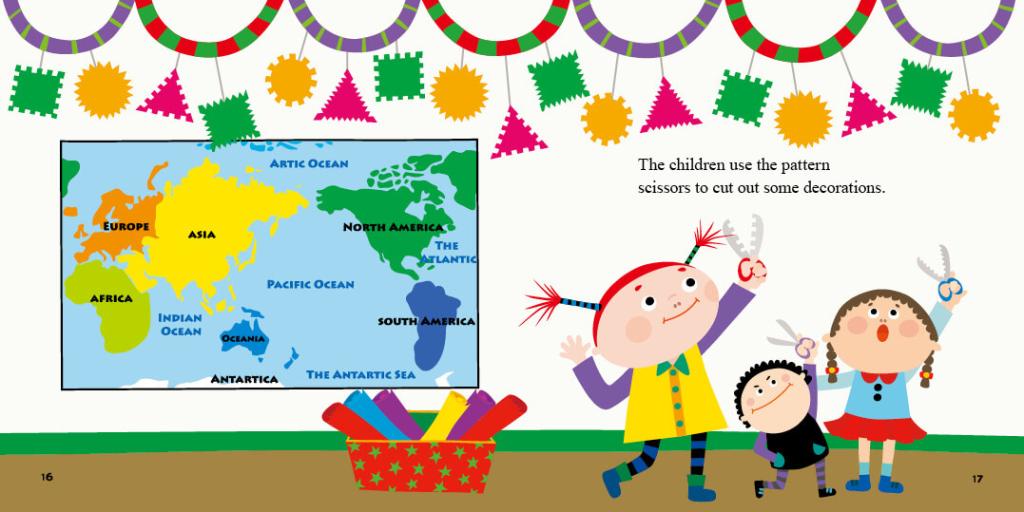 ARTIC OCEAN
EUROPE
ASIA
NORTH AMERICA
THE
ATLANTIC
PACIFIC OCEAN
AFRICA
INDIAN
OCEAN
OCEANIA
SOUTH AMERICA
ANTARTICA
THE ANTARTIC SEA
The children use the pattern
scissors to cut out some decorations.
16
17